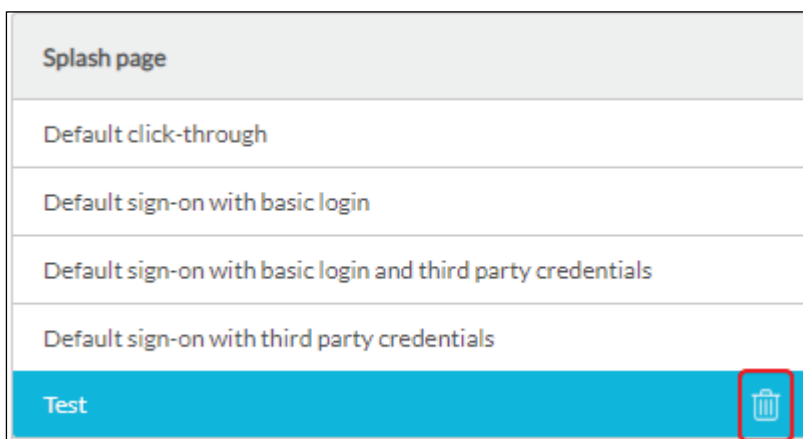 Splash page
Default click-through
Default sign-on with basic login
Default sign-on with basic login and third party credentials
Default sign-on with third party credentials
Test